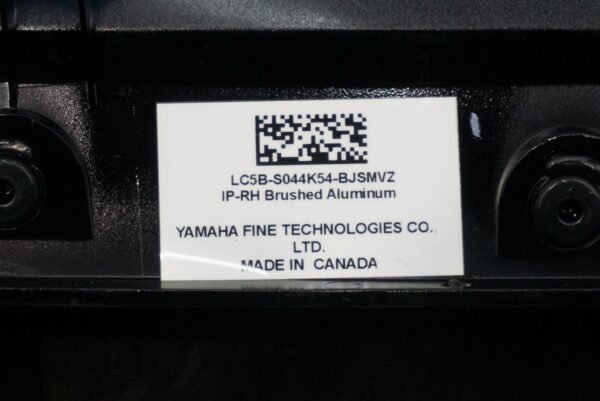 LC5B-S044K54-BJSMVZ
IP-RH Brushed Aluminum
YAMAHA FINE TECHNOLOGIES CO.,
LTD.
MADE IN CANADA